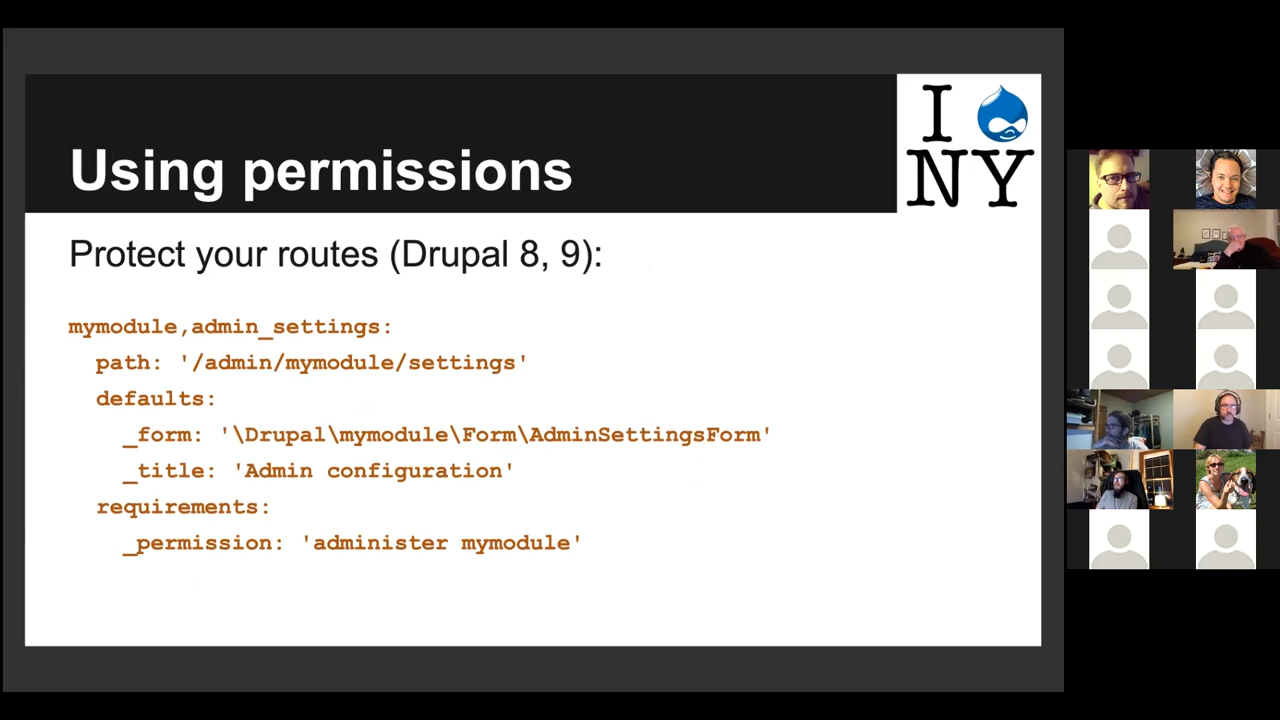 Using permissions
I
NY
Protect your routes (Drupal 8, 9):
mymodule,admin_settings:
path: '/admin/mymodule/settings'
defaults:
_form: '\Drupal\mymodule\Form\AdminSettingsForm'
_title: 'Admin configuration'
requirements:
_permission: 'administer mymodule'